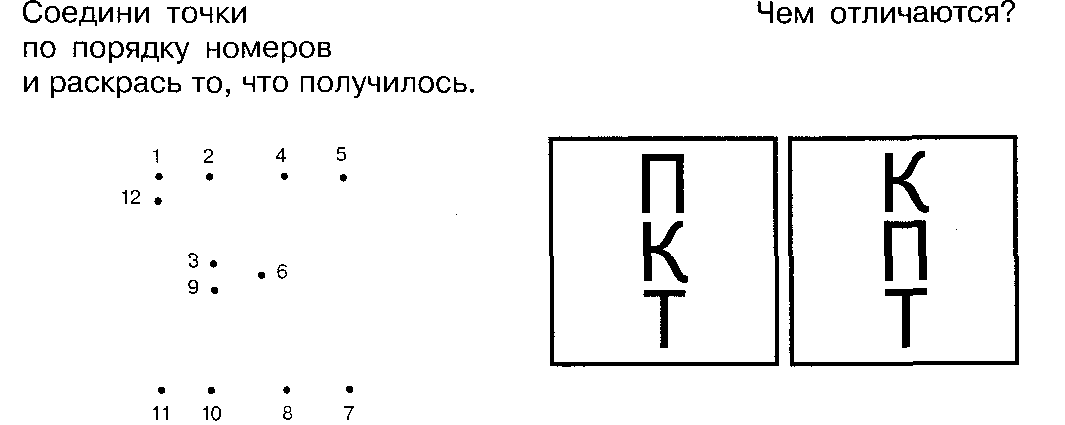 Соедини точки
по порядку номеров
и раскрась то, что получилось.
1 2 4 5
12
3
6
9
11 10 8 7
Чем отличаются?
П
К
Т
К
П
Т